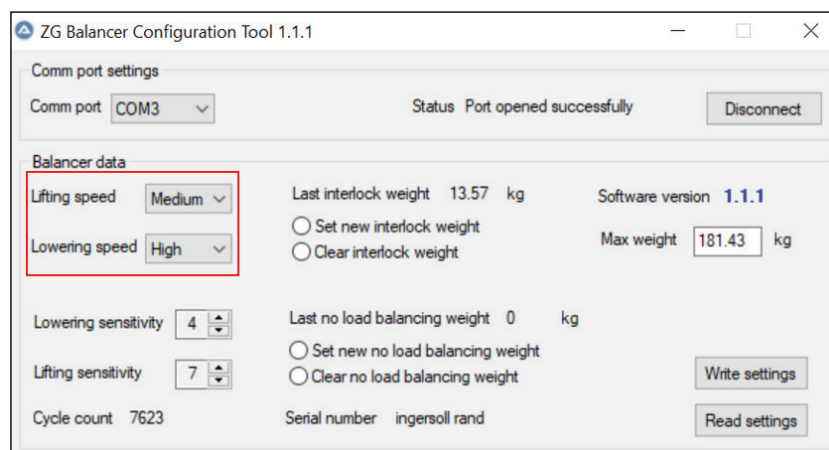 ZG Balancer Configuration Tool 1.1.1
Comm port settings
Comm port COM3 Status Port opened successfully Disconnect
Balancer data
Lifting speed Medium Last interlock weight 13.57 kg Software version 1.1.1
Set new interlock weight
Lowering speed High Clear interlock weight Max weight 181.43 kg
Lowering sensitivity 4 Last no load balancing weight 0 kg
Set new no load balancing weight
Lifting sensitivity 7 Clear no load balancing weight Write settings
Cycle count 7623 Serial number ingersoll rand Read settings